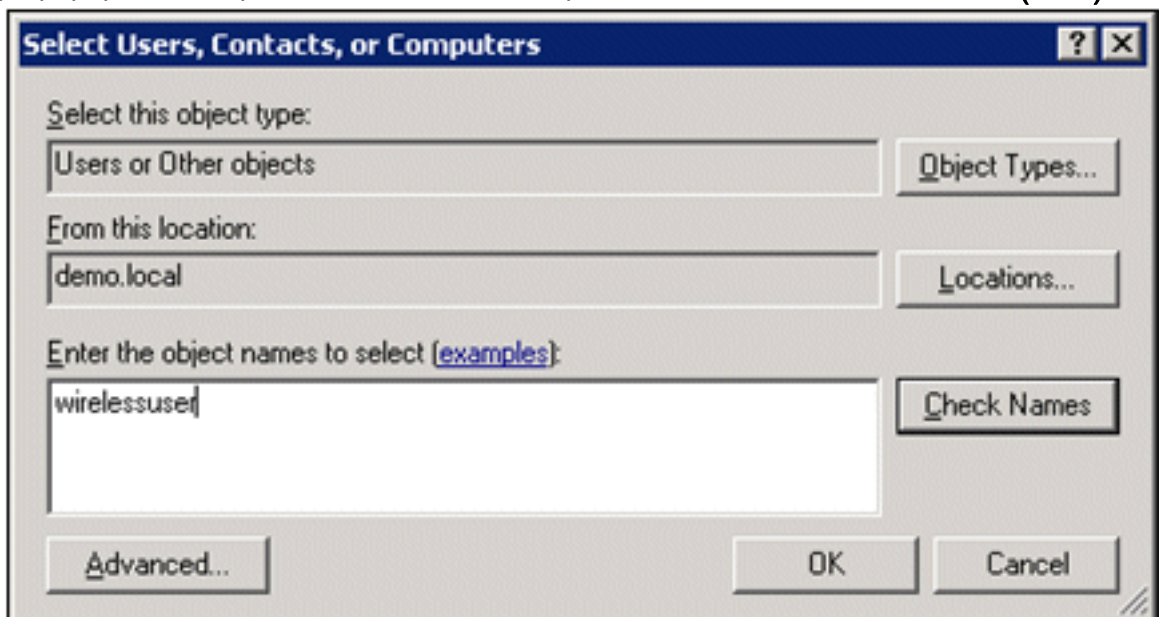 Select Users, Contacts, or Computers
Select this object type:
Users or Other objects
Object Types...
From this location:
demo.local
Locations...
Enter the object names to select (examples):
wirelessuser
Check Names
Advanced...
OK
Cancel